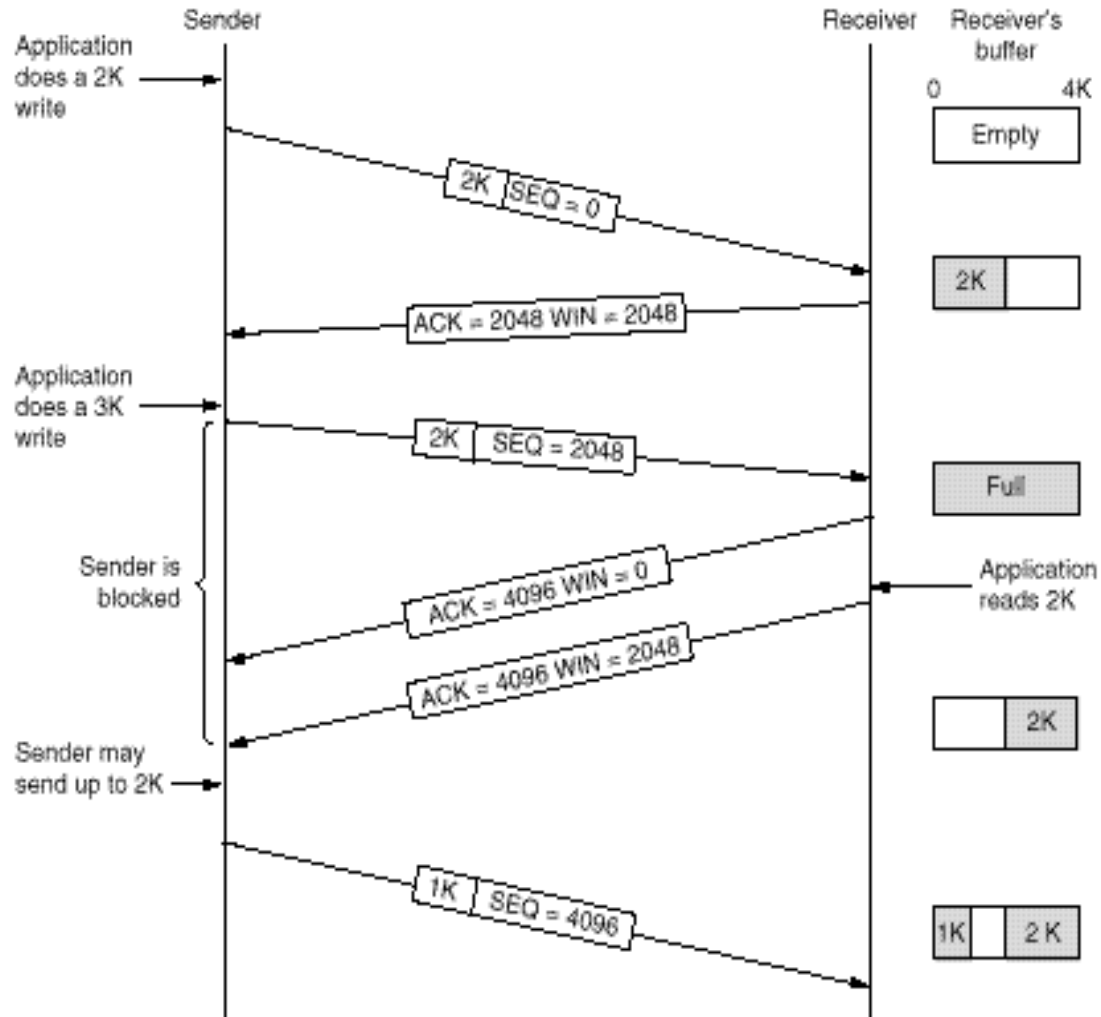 Sender
Receiver
Receiver's
buffer
Application
does a 2K
write
0 4K
Empty
2K SEQ = 0
2K
ACK = 2048 WIN = 2048
Application
does a 3K
write
2K SEQ = 2048
Full
Sender is
blocked
ACK = 4096 WIN = 0
Application
reads 2K
ACK = 4096 WIN = 2048
2K
Sender may
send up to 2K
1K SEQ = 4096
1K 2 K